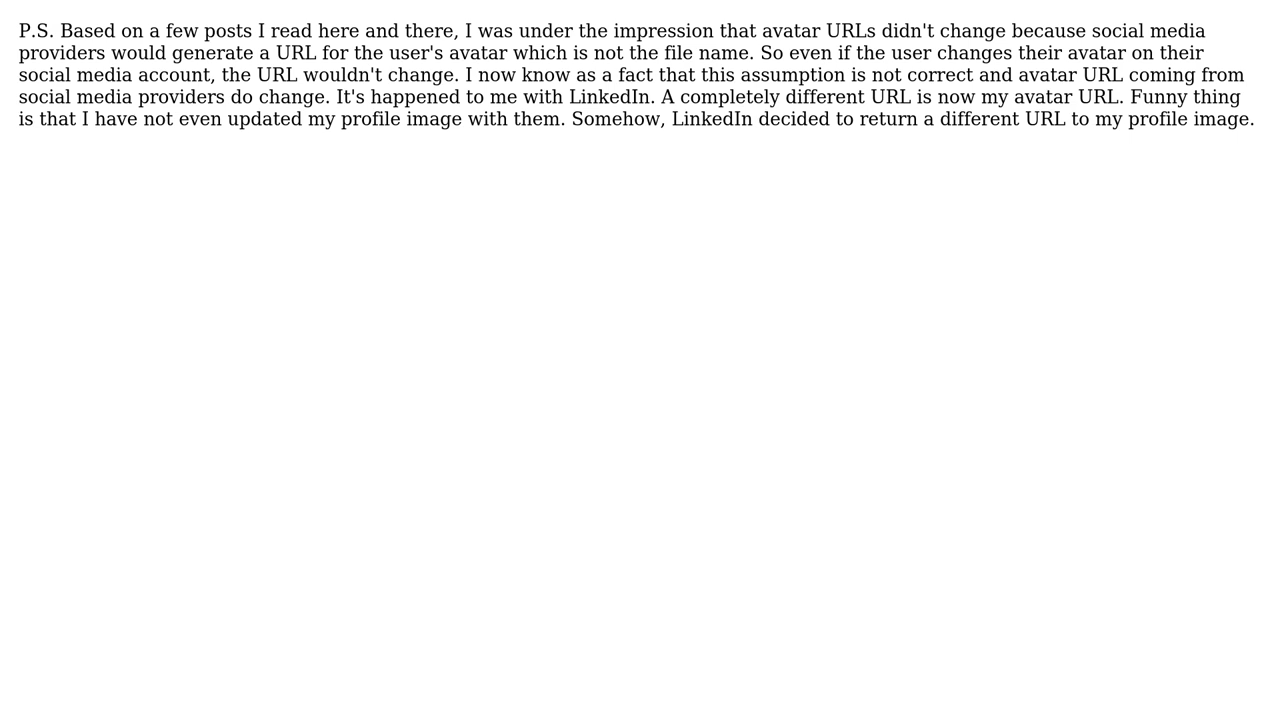 P.S. Based on a few posts I read here and there, I was under the impression that avatar URLs didn't change because social media
providers would generate a URL for the user's avatar which is not the file name. So even if the user changes their avatar on their
social media account, the URL wouldn't change. I now know as a fact that this assumption is not correct and avatar URL coming from
social media providers do change. It's happened to me with LinkedIn. A completely different URL is now my avatar URL. Funny thing
is that I have not even updated my profile image with them. Somehow, LinkedIn decided to return a different URL to my profile image.